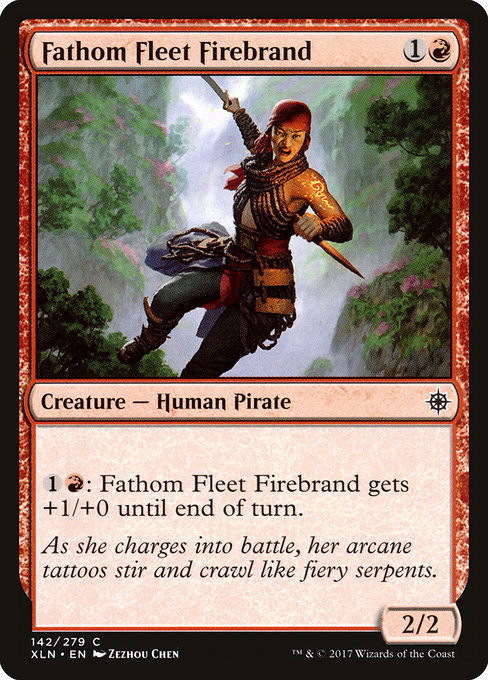 Fathom Fleet Firebrand 1
Creature — Human Pirate
1: Fathom Fleet Firebrand gets
+1/+0 until end of turn.
As she charges into battle, her arcane
tattoos stir and crawl like fiery serpents.
2/2
142/279 C
XLN • EN Zezhou Chen
™ & © 2017 Wizards of the Coast